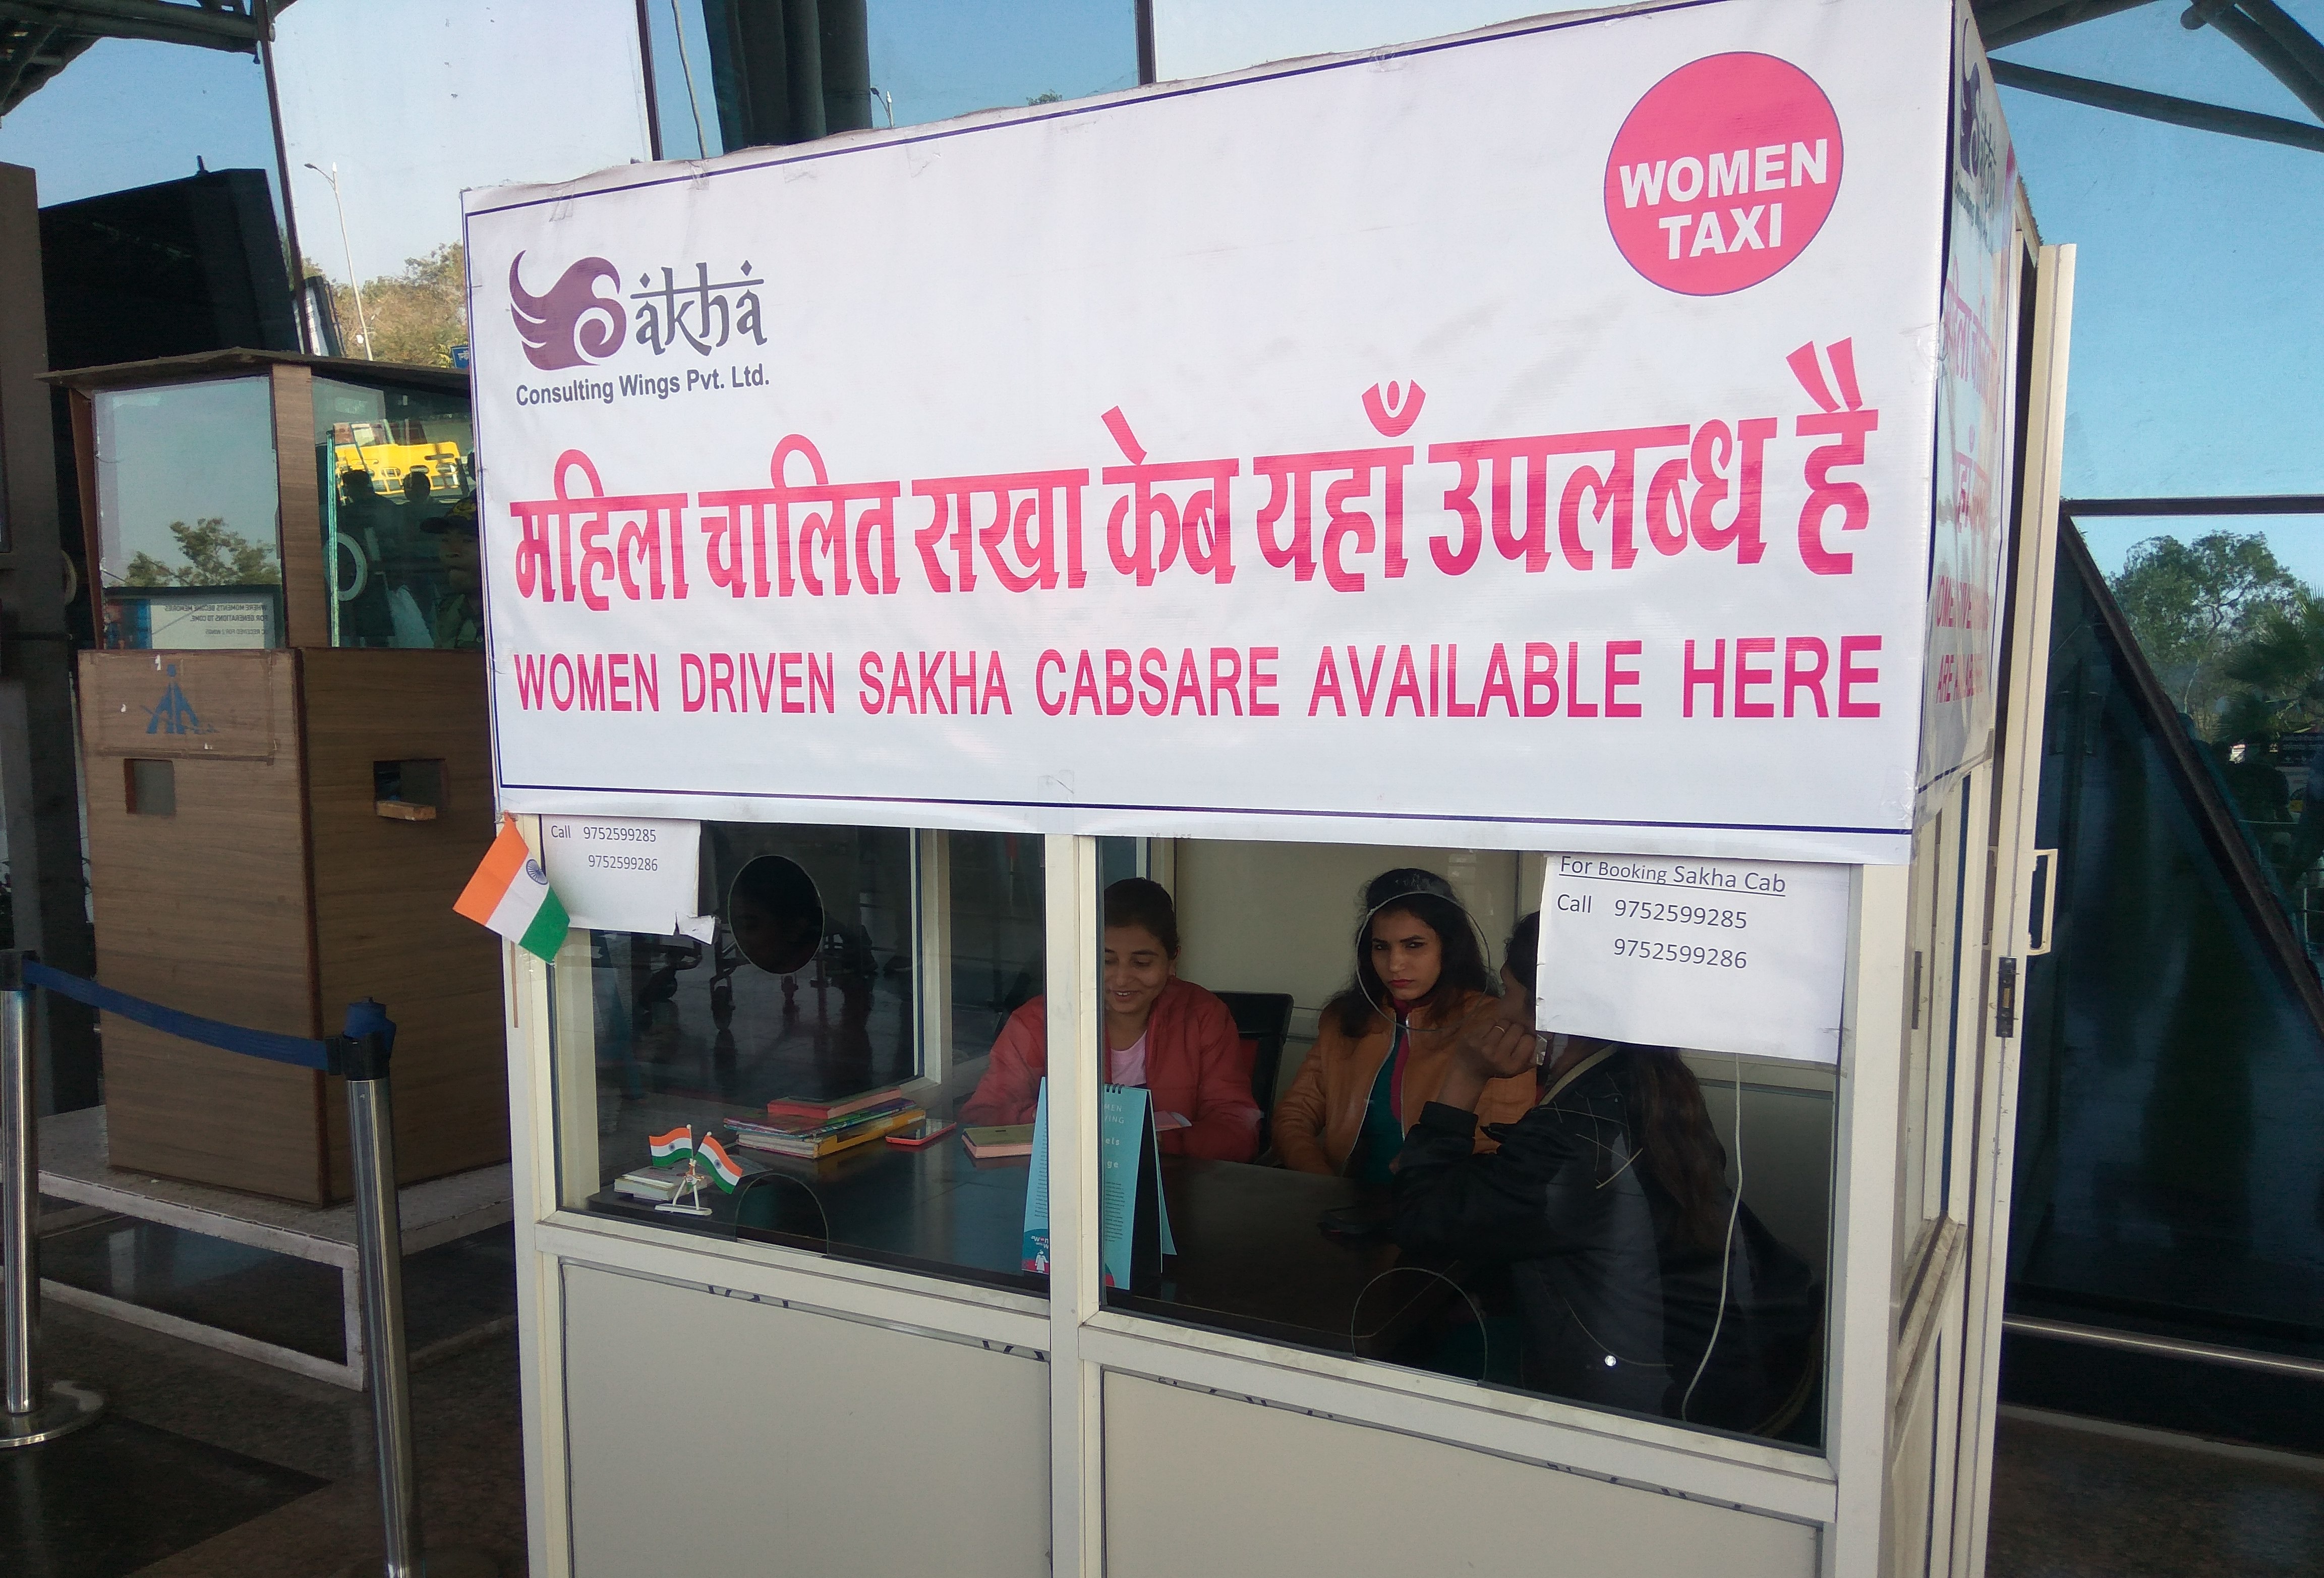 WOMEN
TAXI
Sakha
Consulting Wings Pvt. Ltd.
महिला चालित सखा केब यहाँ उपलब्ध है
WOMEN DRIVEN SAKHA CABSARE AVAILABLE HERE
Call 9752599285
9752599286
For Booking Sakha Cab
Call 9752599285
9752599286